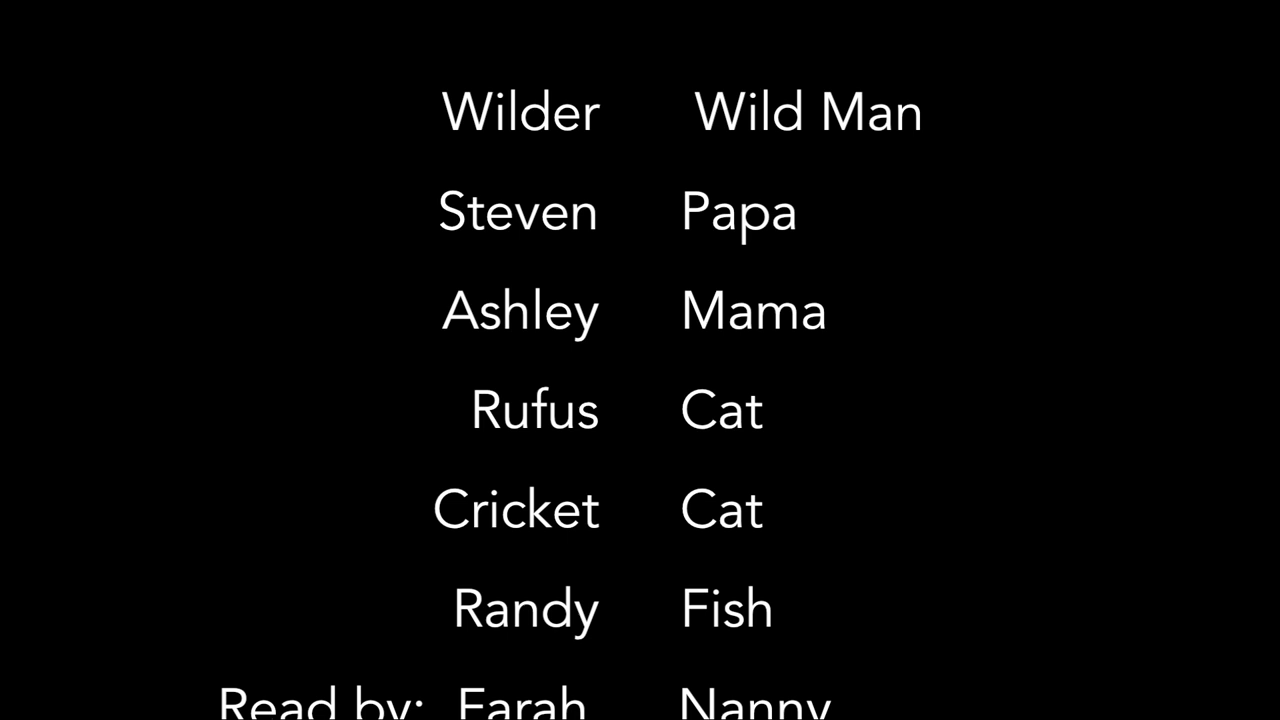 Wilder Wild Man
Steven Papa
Ashley Mama
Rufus Cat
Cricket Cat
Randy Fish
Read by: Farah Nanny